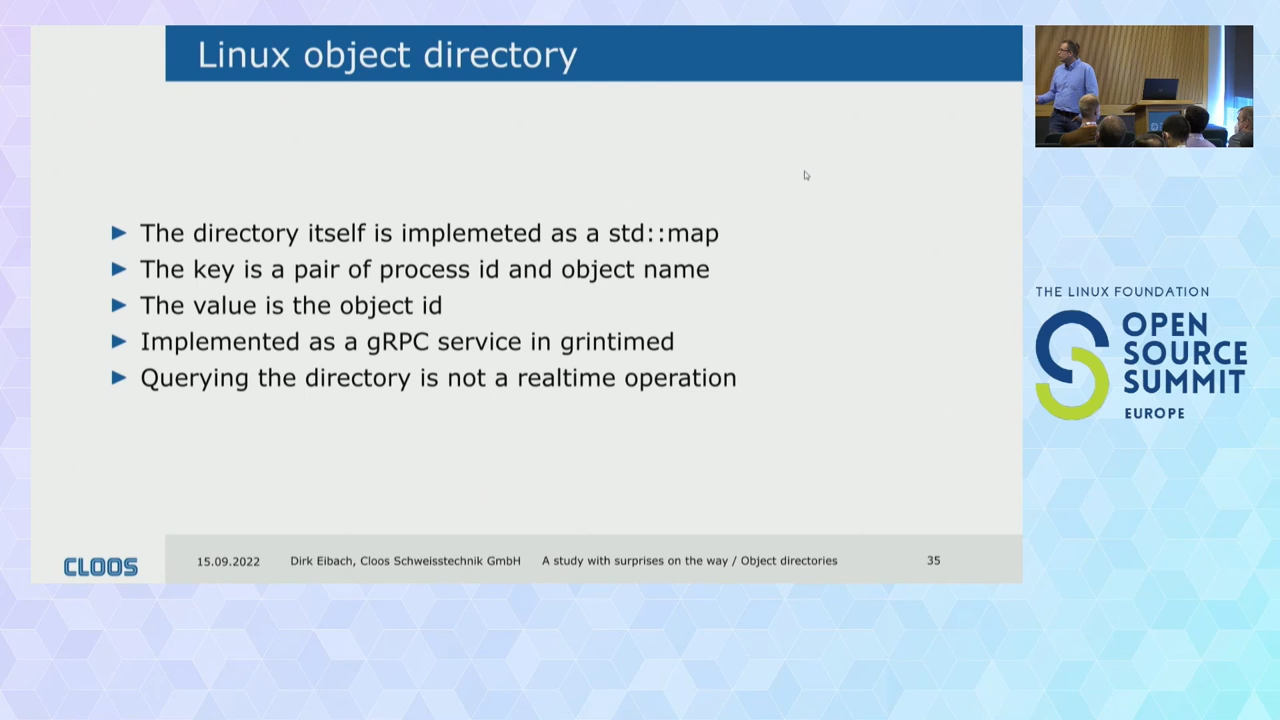 Linux object directory
The directory itself is implemeted as a std::map
The key is a pair of process id and object name
The value is the object id
Implemented as a gRPC service in grintimed
Querying the directory is not a realtime operation
CLOOS
15.09.2022 Dirk Eibach, Cloos Schweisstechnik GmbH A study with surprises on the way / Object directories 35
THE LINUX FOUNDATION
OPEN
SOURCE
SUMMIT
EUROPE